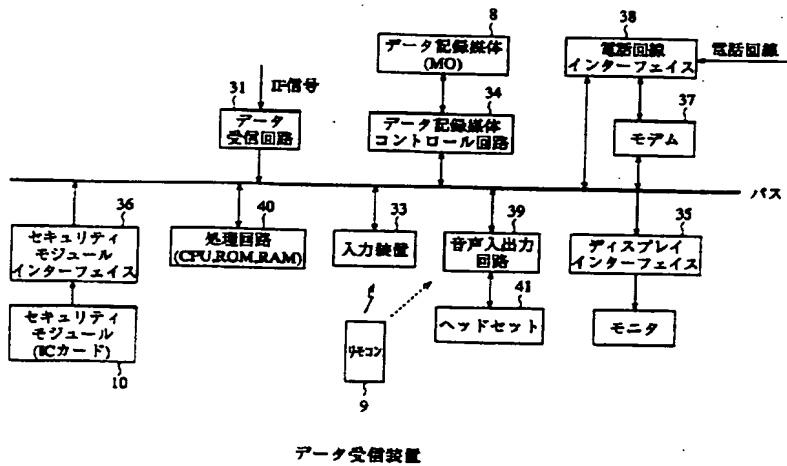 8
データ記録媒体
(MO)
38
電話回線
インターフェイス
電話回線
IF信号
31
データ
受信回路
34
データ記録媒体
コントロール回路
37
モデム
バス
36
セキュリティ
モジュール
インターフェイス
40
処理回路
(CPU,ROM,RAM)
33
入力装置
39
音声入出力
回路
35
ディスプレイ
インターフェイス
セキュリティ
モジュール
(ICカード)
10
リモコン
9
41
ヘッドセット
モニタ
データ受信装置